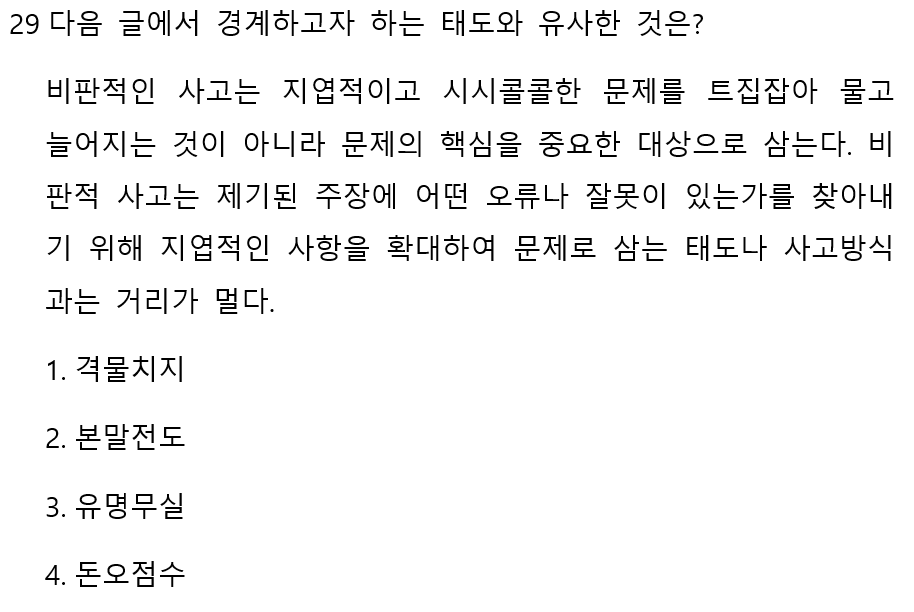 29 다음 글에서 경계하고자 하는 태도와 유사한 것은?
비판적인 사고는 지엽적이고 시시콜콜한 문제를 트집잡아 물고
늘어지는 것이 아니라 문제의 핵심을 중요한 대상으로 삼는다. 비
판적 사고는 제기된 주장에 어떤 오류나 잘못이 있는가를 찾아내
기 위해 지엽적인 사항을 확대하여 문제로 삼는 태도나 사고방식
과는 거리가 멀다.
1. 격물치지
2. 본말전도
3. 유명무실
4. 돈오점수